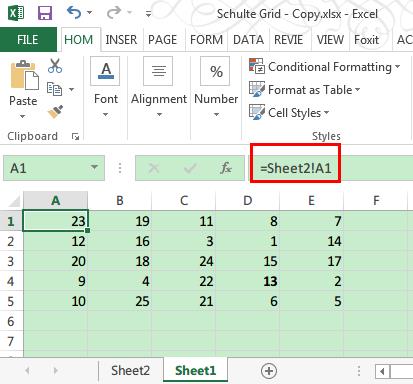 Schulte Grid - Copy.xlsx - Excel
FILE HOM INSER PAGE FORM DATA REVIE VIEW Foxit
Paste Font Alignment Number
Conditional Formatting
Format as Table
Cell Styles
Clipboard Styles
A1 fx =Sheet2!A1
A B C D E F
1 23 19 11 8 7
2 12 16 3 1 14
3 20 18 24 15 17
4 9 4 22 13 2
5 10 25 21 6 5
Sheet2 Sheet1